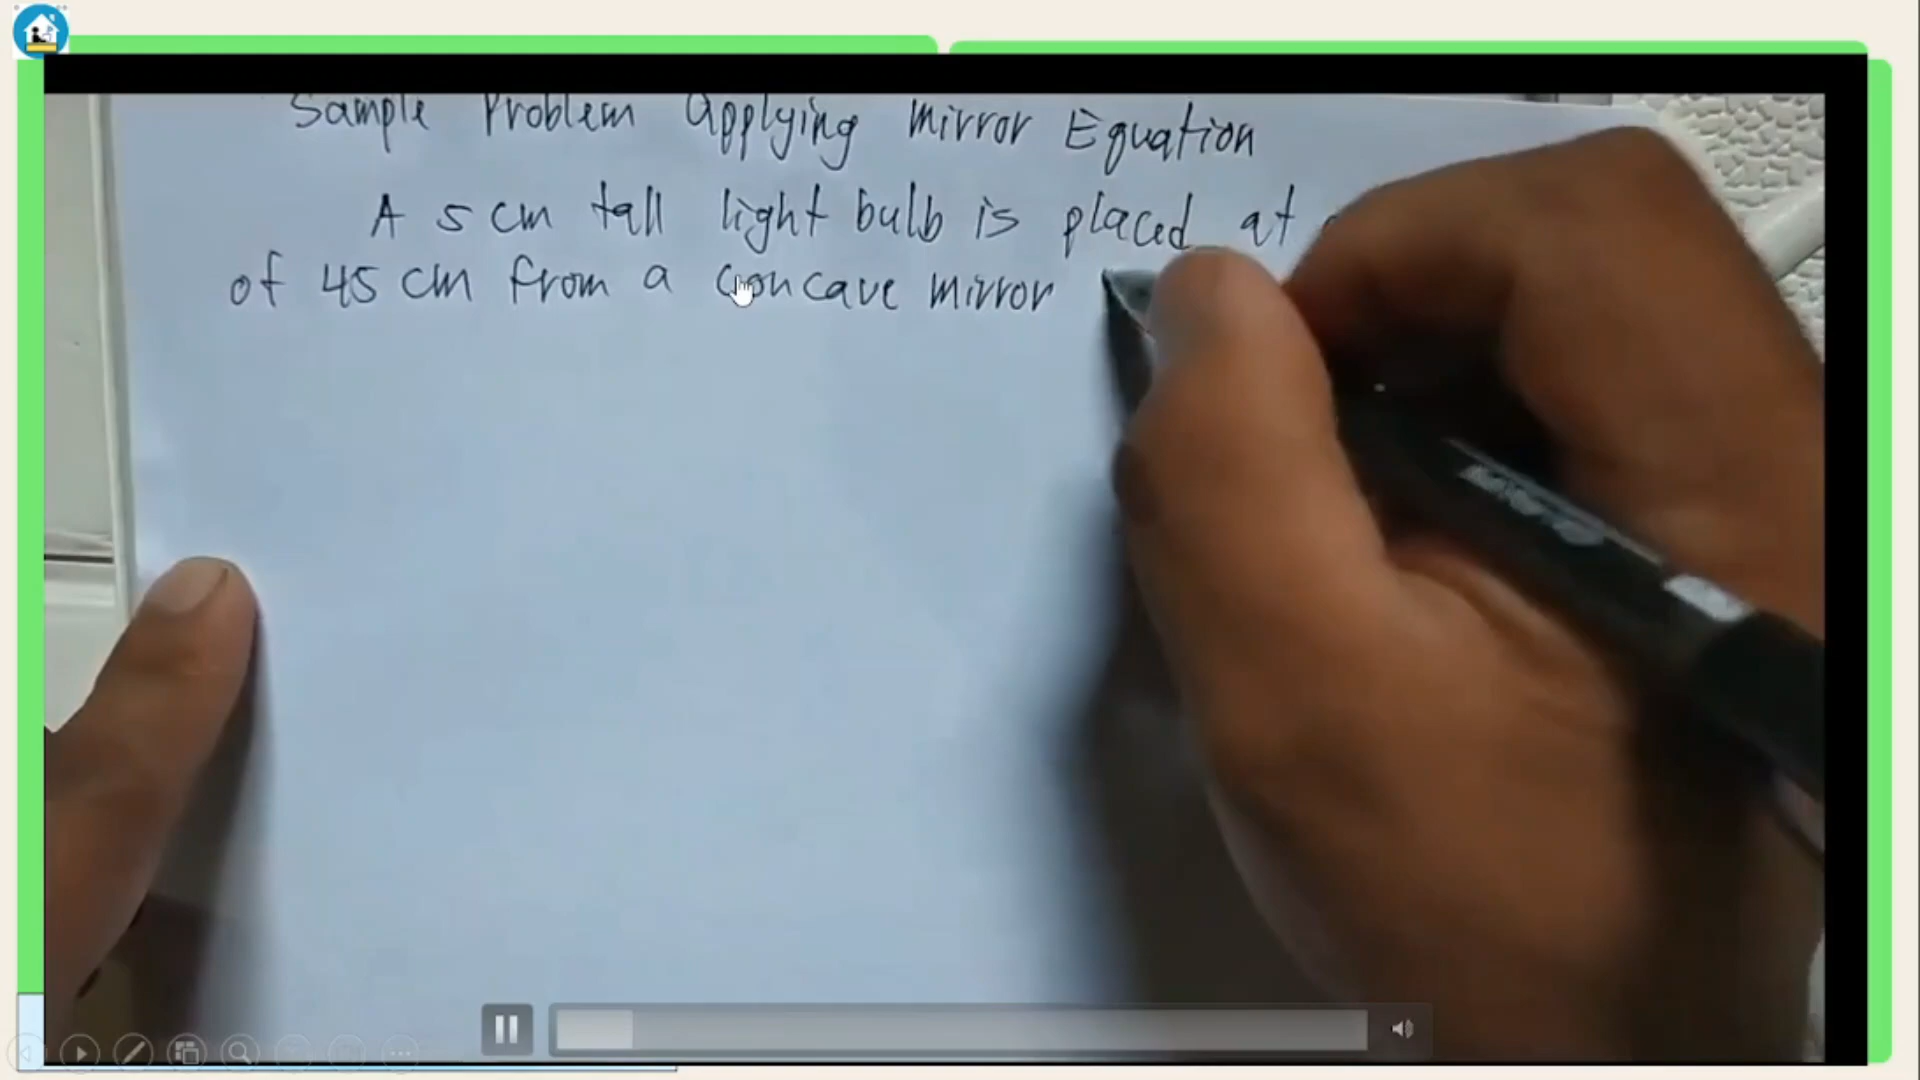 Sample Problem Applying Mirror Equation
A 5 cm tall light bulb is placed at
of 45 cm from a concave mirror